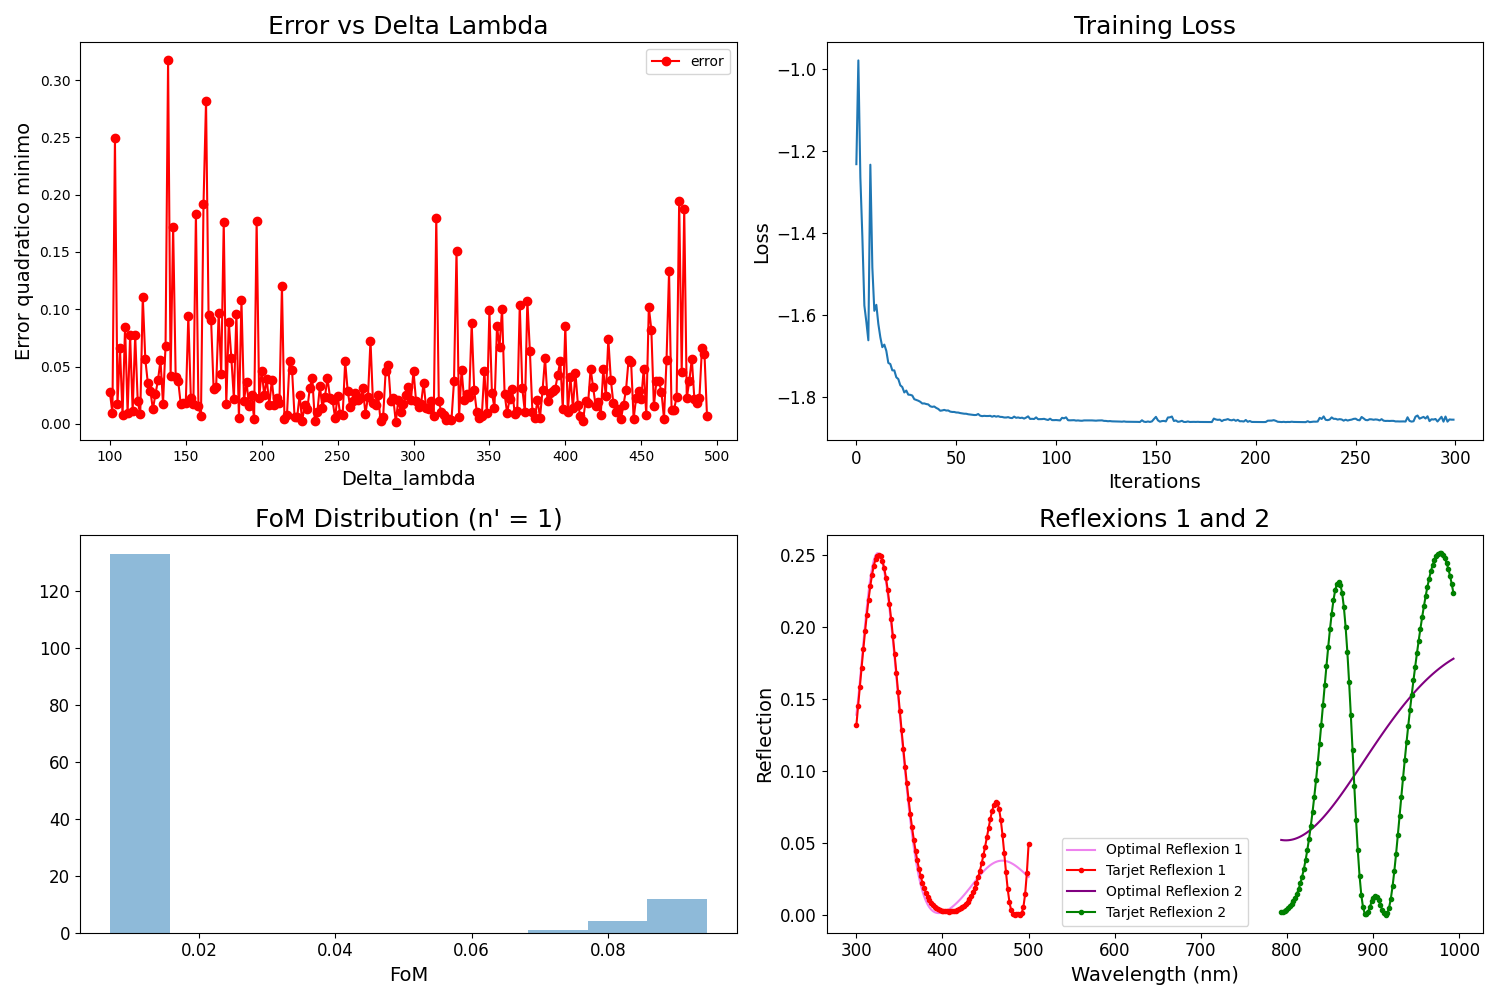 Error vs Delta Lambda
error
Error quadratico minimo
0.30
0.25
0.20
0.15
0.10
0.05
0.00
100 150 200 250 300 350 400 450 500
Delta_lambda
Training Loss
Loss
−1.0
−1.2
−1.4
−1.6
−1.8
0 50 100 150 200 250 300
Iterations
FoM Distribution (n' = 1)
120
100
80
60
40
20
0
0.02 0.04 0.06 0.08
FoM
Reflexions 1 and 2
Reflection
0.25
0.20
0.15
0.10
0.05
0.00
Optimal Reflexion 1
Tarjet Reflexion 1
Optimal Reflexion 2
Tarjet Reflexion 2
300 400 500 600 700 800 900 1000
Wavelength (nm)